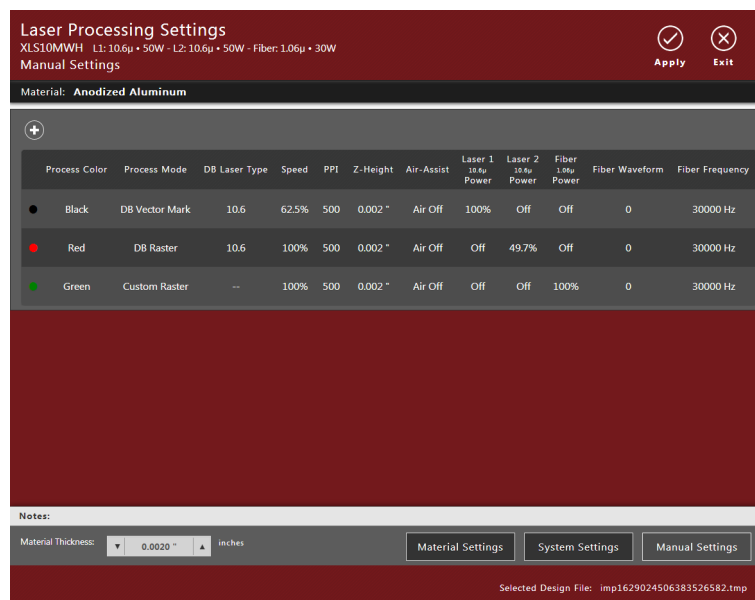 Laser Processing Settings
XLS10MWH L1: 10.6µ • 50W - L2: 10.6µ • 50W - Fiber: 1.06µ • 30W
Manual Settings
Apply Exit
Material: Anodized Aluminum
Process Color Process Mode DB Laser Type Speed PPI Z-Height Air-Assist Laser 1 10.6µ Power Laser 2 10.6µ Power Fiber 1.06µ Power Fiber Waveform Fiber Frequency
Black DB Vector Mark 10.6 62.5% 500 0.002 " Air Off 100% Off Off 0 30000 Hz
Red DB Raster 10.6 100% 500 0.002 " Air Off Off 49.7% Off 0 30000 Hz
Green Custom Raster -- 100% 500 0.002 " Air Off Off Off 100% 0 30000 Hz
Notes:
Material Thickness: 0.0020 " inches
Material Settings System Settings Manual Settings
Selected Design File: imp1629024506383526582.tmp